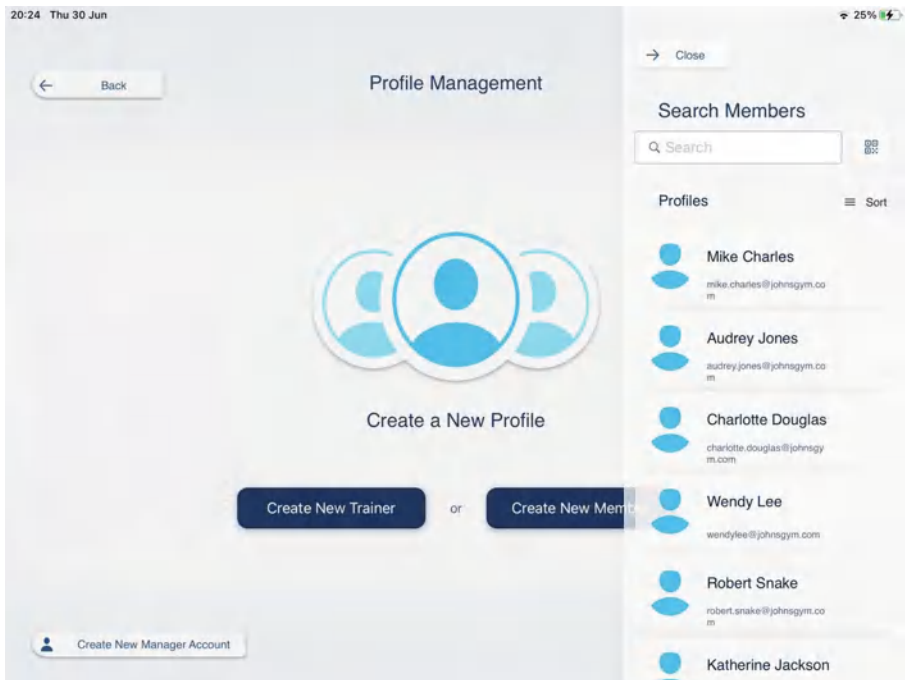 20:24 Thu 30 Jun
25%
Back
Profile Management
Create a New Profile
Create New Trainer
or
Create New Memb
Create New Manager Account
Close
Search Members
Search
Profiles
Sort
Mike Charles
mike.charles@johnsgym.co
m
Audrey Jones
audrey.jones@johnsgym.co
m
Charlotte Douglas
charlotte.douglas@johnsgy
m.com
Wendy Lee
wendylee@johnsgym.com
Robert Snake
robert.snake@johnsgym.co
m
Katherine Jackson